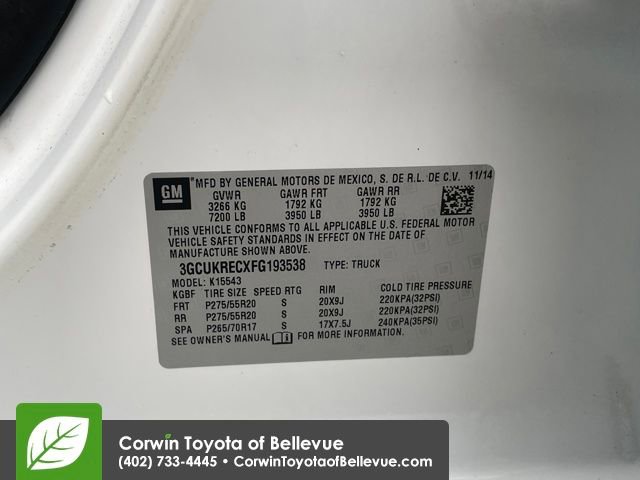 GM
MFD BY GENERAL MOTORS DE MEXICO, S. DE R.L. DE C.V. 11/14
GVWR GAWR FRT GAWR RR
3266 KG 1792 KG 1792 KG
7200 LB 3950 LB 3950 LB
THIS VEHICLE CONFORMS TO ALL APPLICABLE U.S. FEDERAL MOTOR
VEHICLE SAFETY STANDARDS IN EFFECT ON THE DATE OF
MANUFACTURE SHOWN ABOVE.
3GCUKRECXFG193538 TYPE: TRUCK
MODEL: K15543
KGBF TIRE SIZE SPEED RTG RIM COLD TIRE PRESSURE
FRT P275/55R20 S 20X9J 220KPA(32PSI)
RR P275/55R20 S 20X9J 220KPA(32PSI)
SPA P265/70R17 S 17X7.5J 240KPA(35PSI)
SEE OWNER'S MANUAL FOR MORE INFORMATION.
Corwin Toyota of Bellevue
(402) 733-4445 • CorwinToyotaofBellevue.com